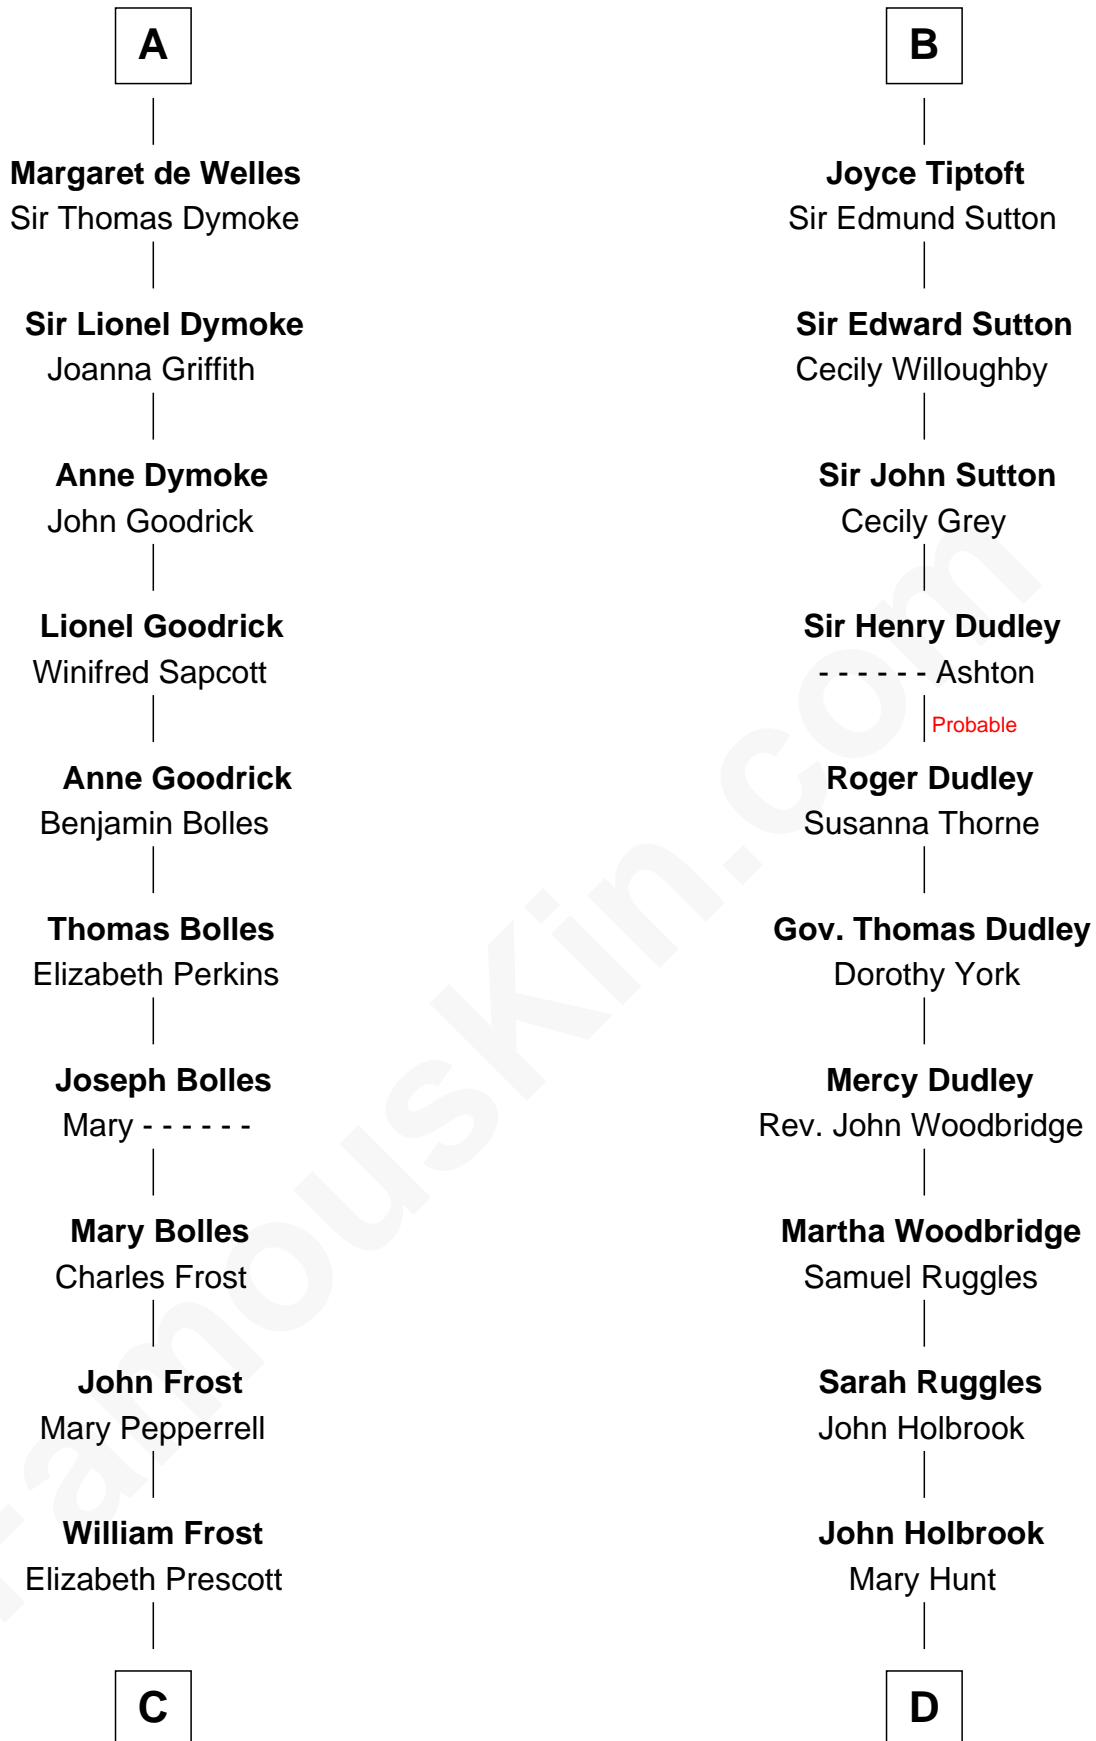 A
Margaret de Welles
Sir Thomas Dymoke
Sir Lionel Dymoke
Joanna Griffith
Anne Dymoke
John Goodrick
Lionel Goodrick
Winifred Sapcott
Anne Goodrick
Benjamin Bolles
Thomas Bolles
Elizabeth Perkins
Joseph Bolles
Mary - - - - - -
Mary Bolles
Charles Frost
John Frost
Mary Pepperrell
William Frost
Elizabeth Prescott
C
B
Joyce Tiptoft
Sir Edmund Sutton
Sir Edward Sutton
Cecily Willoughby
Sir John Sutton
Cecily Grey
Sir Henry Dudley
- - - - - - Ashton
Probable
Roger Dudley
Susanna Thorne
Gov. Thomas Dudley
Dorothy York
Mercy Dudley
Rev. John Woodbridge
Martha Woodbridge
Samuel Ruggles
Sarah Ruggles
John Holbrook
John Holbrook
Mary Hunt
D
FamousKin.com